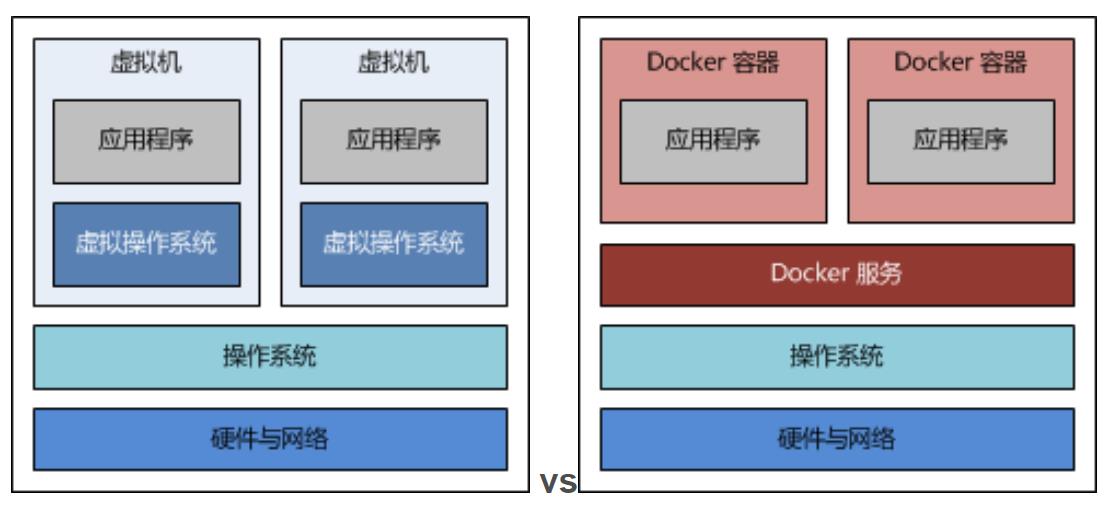 虚拟机
虚拟机
应用程序
应用程序
虚拟操作系统
虚拟操作系统
操作系统
硬件与网络
vs
Docker 容器
Docker 容器
应用程序
应用程序
Docker 服务
操作系统
硬件与网络